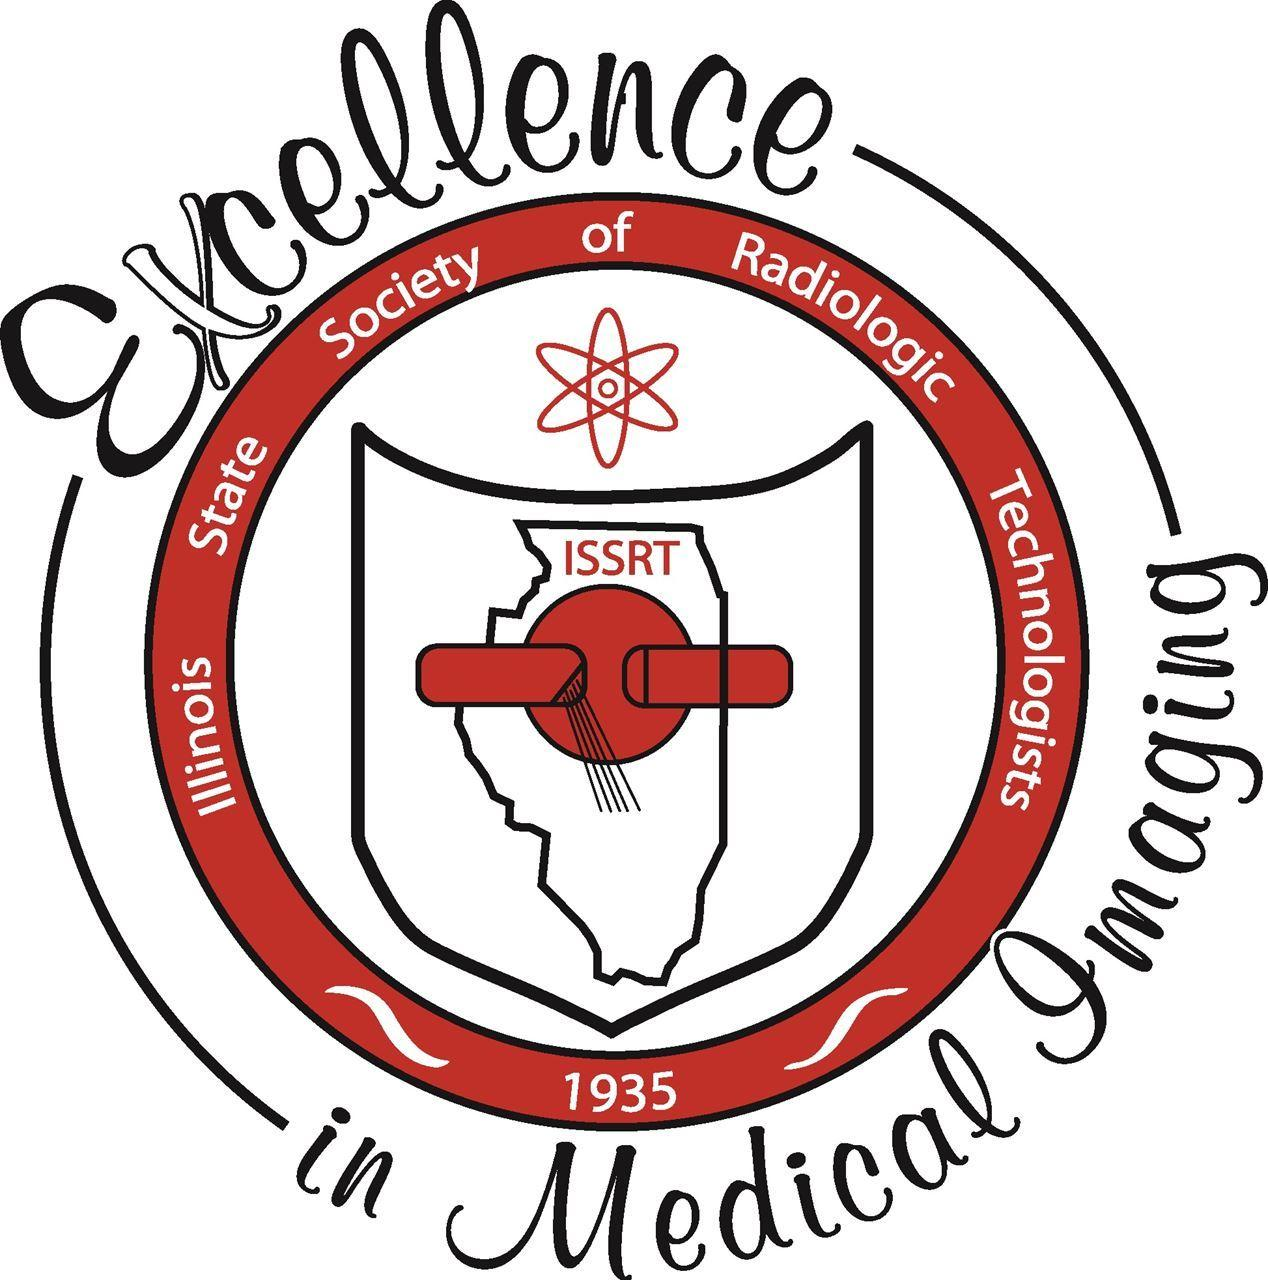 Excellence
in Medical Imaging
Illinois State Society of Radiologic Technologists
ISSRT
1935